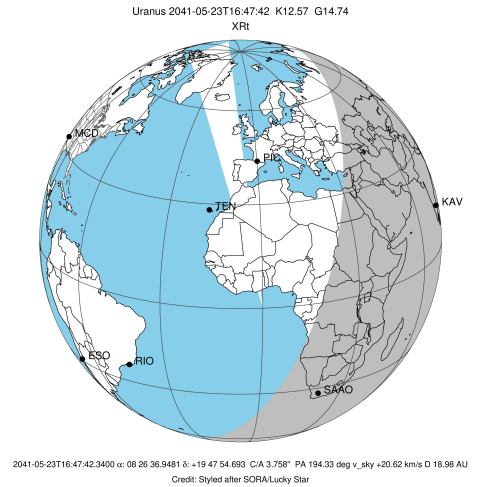 Uranus 2041-05-23T16:47:42 K12.57 G14.74
XRt
MCD
PIC
KAV
TEN
ESO
RIO
SAAO
2041-05-23T16:47:42.3400 α: 08 26 36.9481 δ: +19 47 54.693 C/A 3.758" PA 194.33 deg v_sky +20.62 km/s D 18.98 AU
Credit: Styled after SORA/Lucky Star